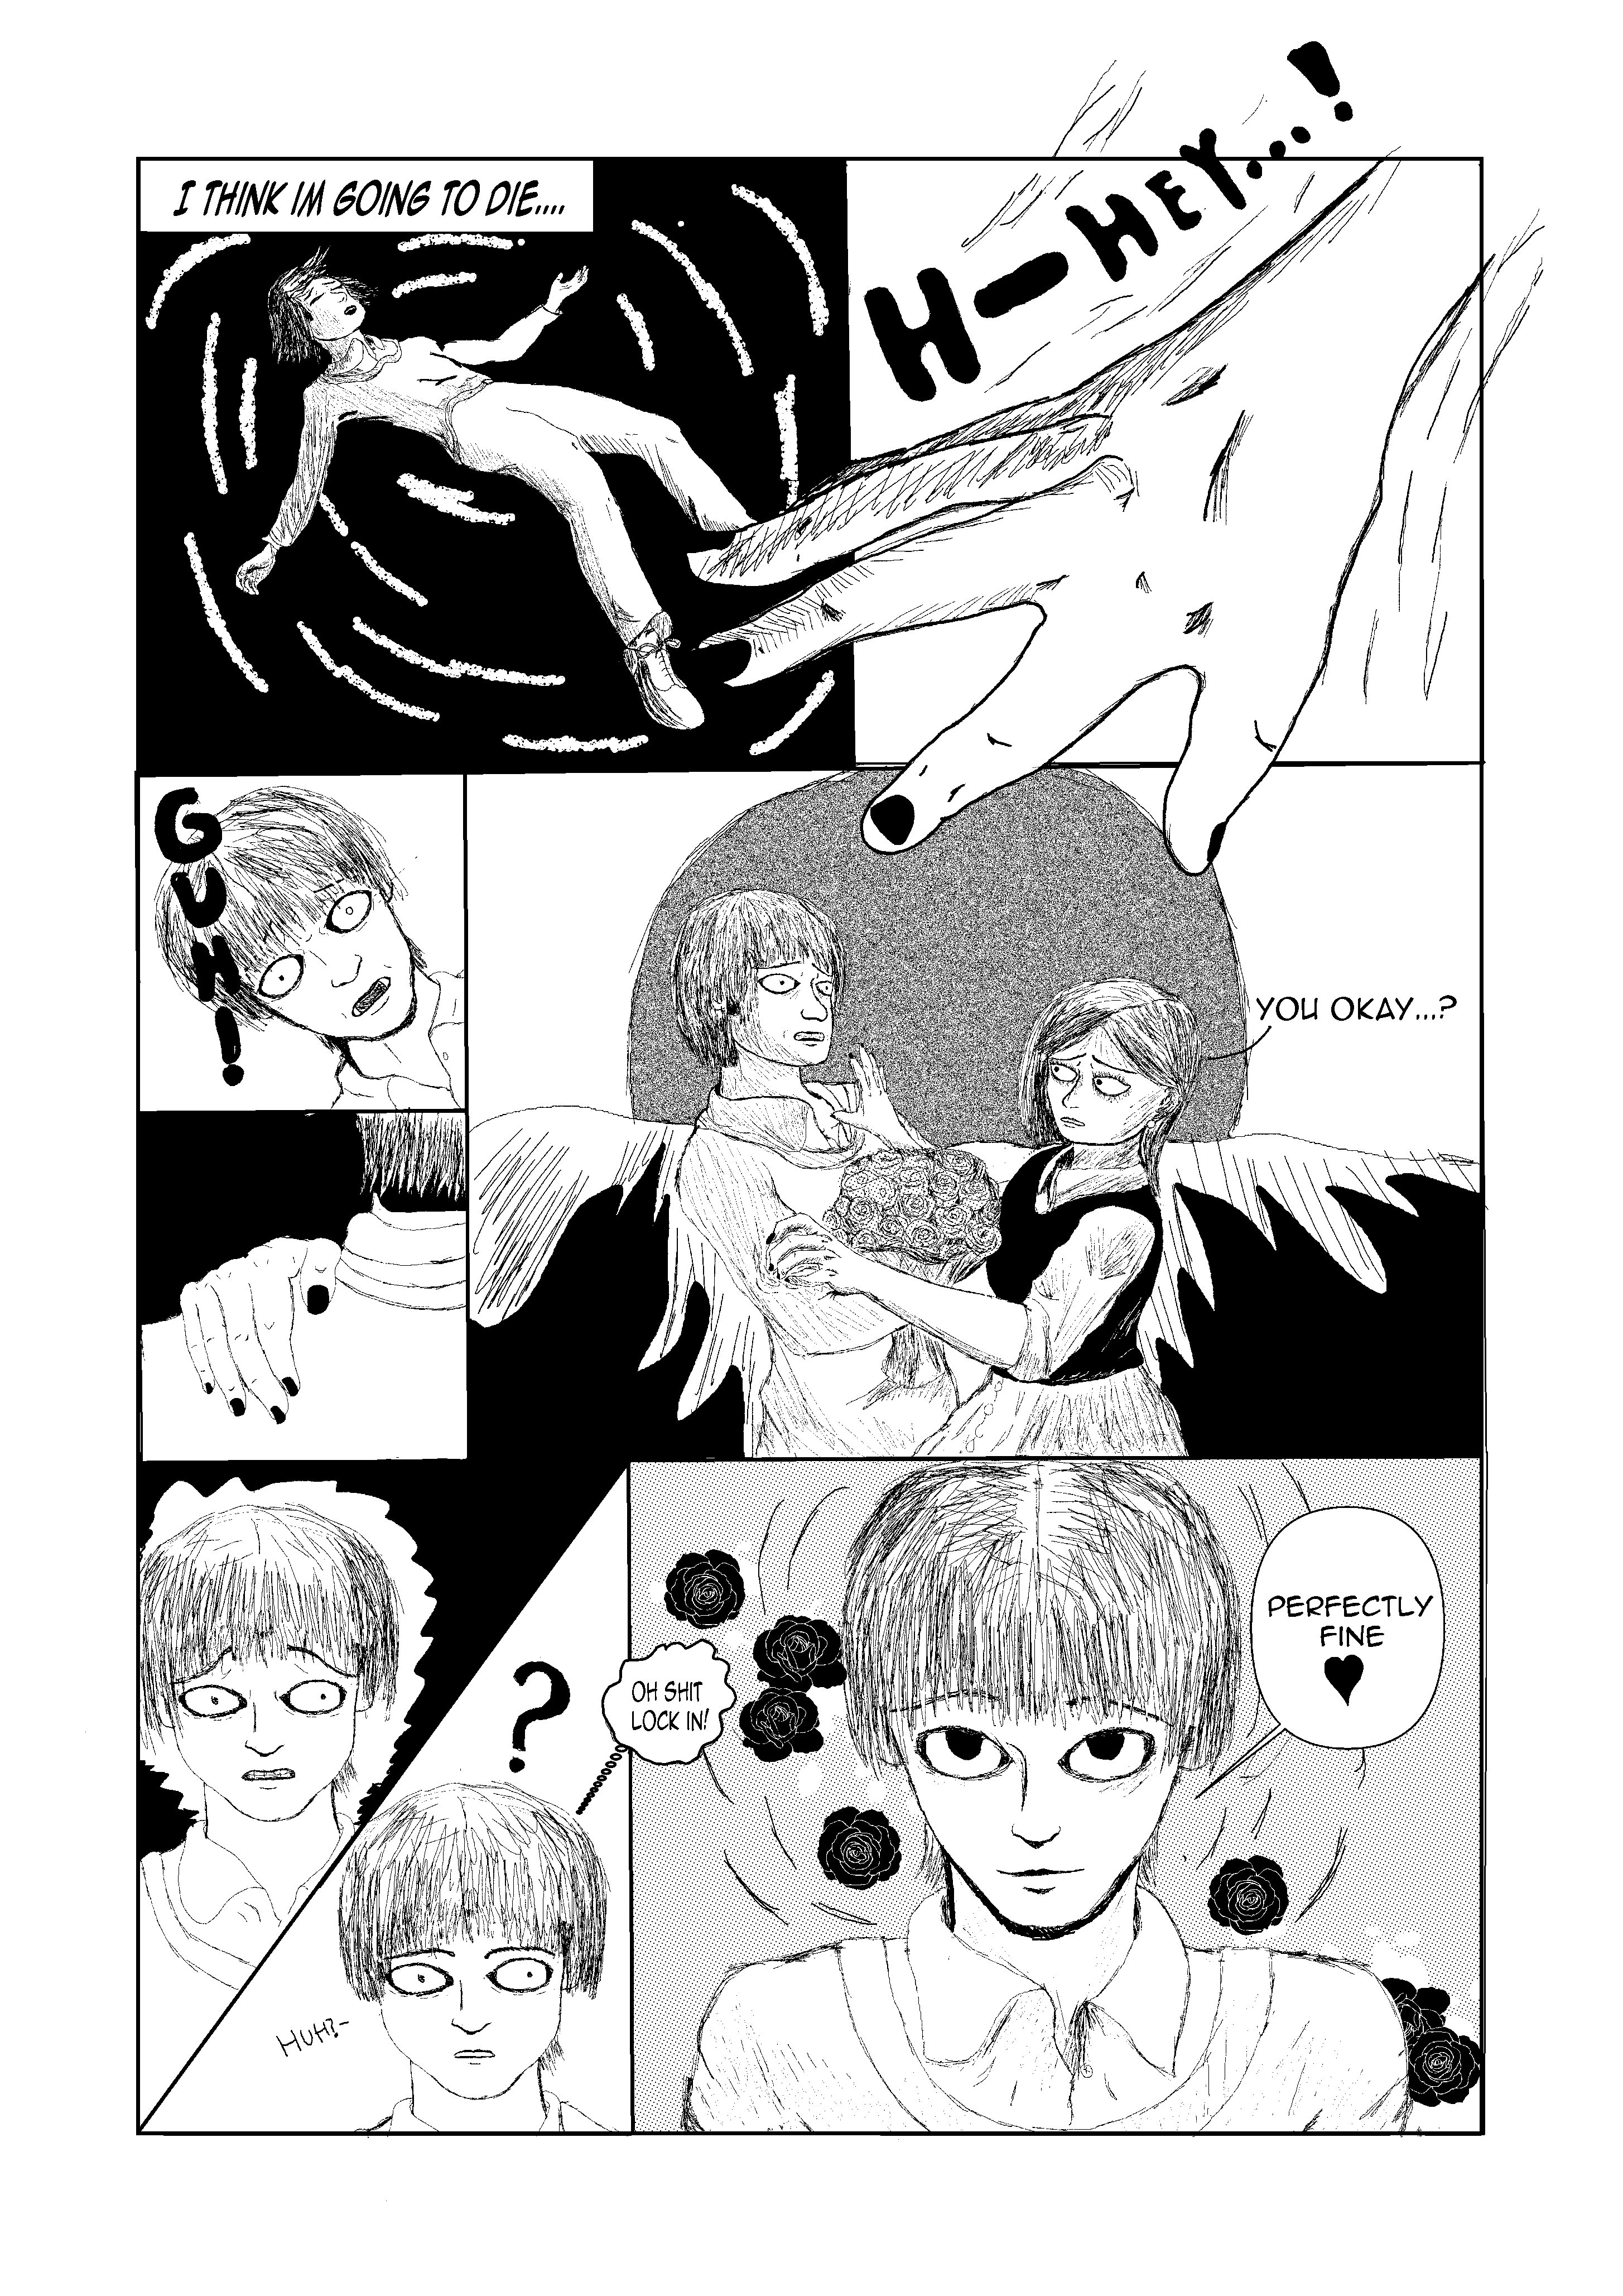 I THINK IM GOING TO DIE....
H-HEY...!
GUH!
YOU OKAY...?
?
HUH?-
OH SHIT
LOCK IN!
PERFECTLY
FINE
♥